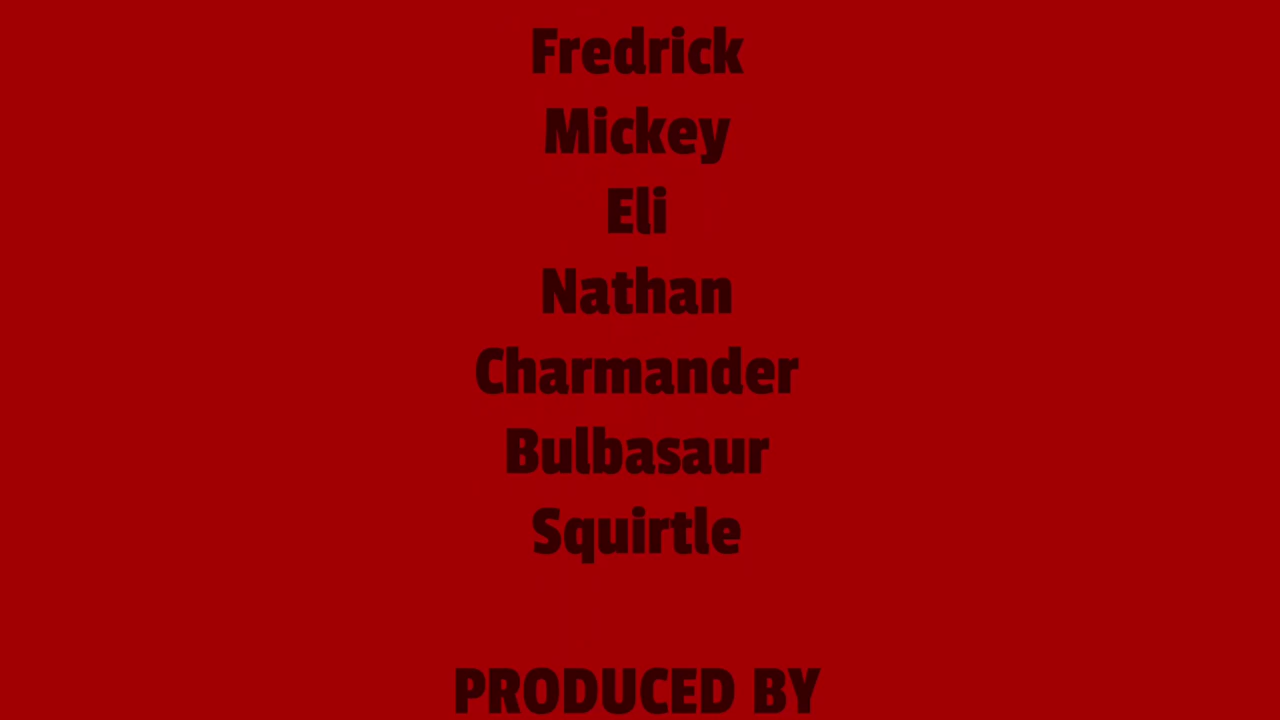 Fredrick
Mickey
Eli
Nathan
Charmander
Bulbasaur
Squirtle
PRODUCED BY